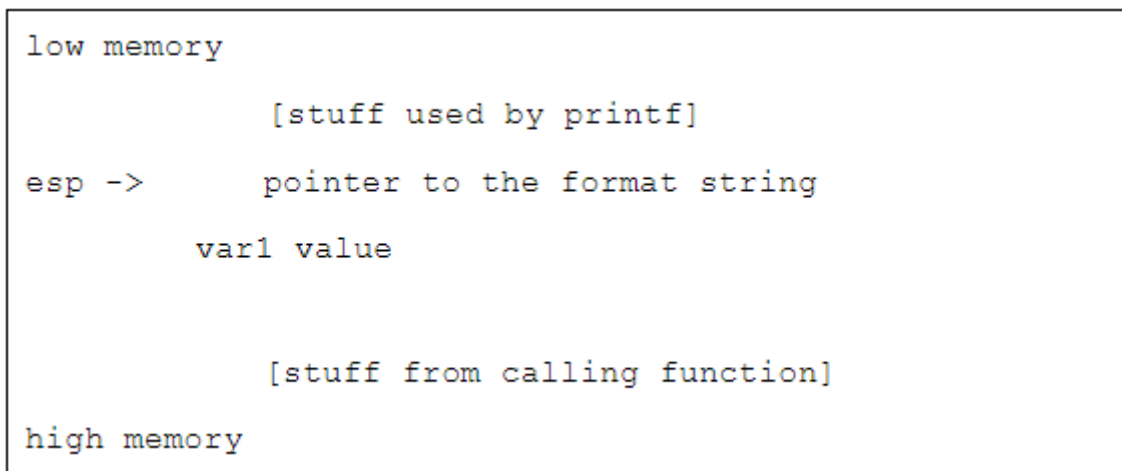 low memory
[stuff used by printf]
esp -> pointer to the format string
var1 value
[stuff from calling function]
high memory